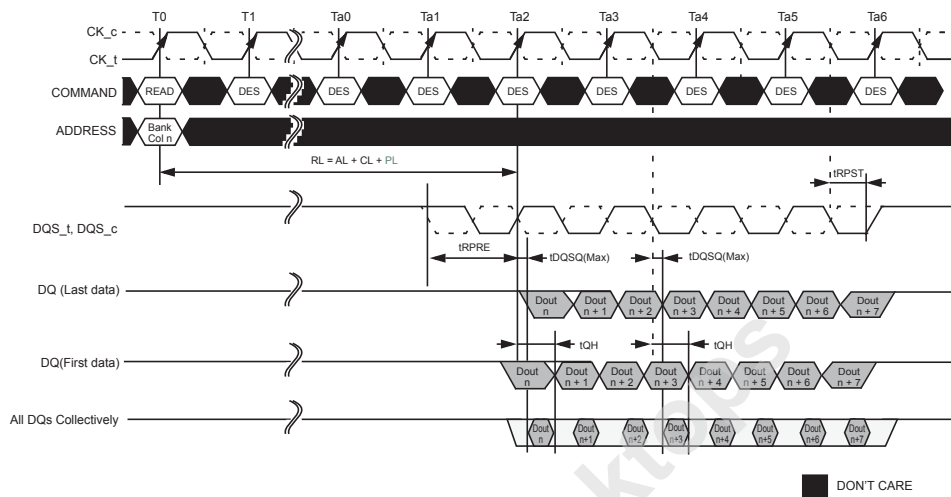 T0 T1 Ta0 Ta1 Ta2 Ta3 Ta4 Ta5 Ta6
CK_c
CK_t
COMMAND READ DES DES DES DES DES DES DES DES
ADDRESS Bank
Col n
RL = AL + CL + PL
tRPST
DQS_t, DQS_c
tRPRE tDQSQ(Max) tDQSQ(Max)
DQ (Last data) Dout Dout Dout Dout Dout Dout Dout Dout
n n + 1 n + 2 n + 3 n + 4 n + 5 n + 6 n + 7
tQH tQH
DQ(First data) Dout Dout Dout Dout Dout Dout Dout Dout
n n + 1 n + 2 n + 3 n + 4 n + 5 n + 6 n + 7
All DQs Collectively Dout Dout Dout Dout Dout Dout Dout Dout
n n+1 n+2 n+3 n+4 n+5 n+6 n+7
ktops
DON'T CARE